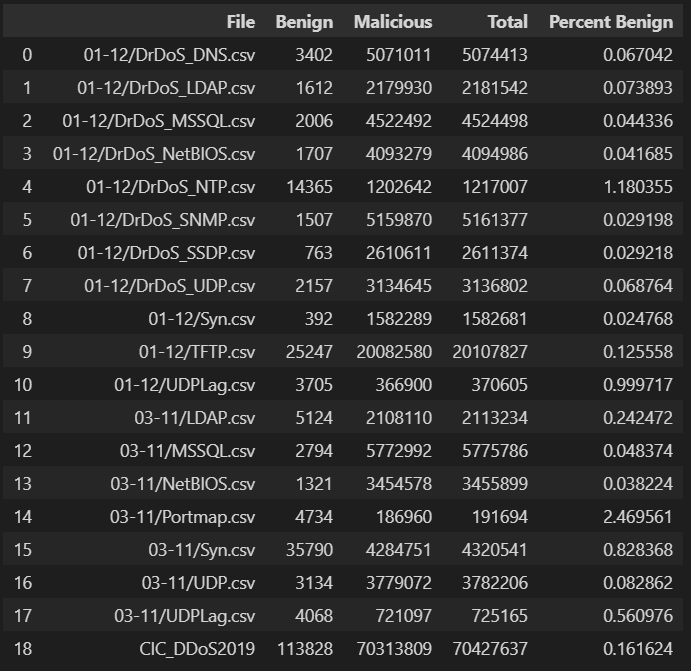 File Benign Malicious Total Percent Benign
0 01-12/DrDoS_DNS.csv 3402 5071011 5074413 0.067042
1 01-12/DrDoS_LDAP.csv 1612 2179930 2181542 0.073893
2 01-12/DrDoS_MSSQL.csv 2006 4522492 4524498 0.044336
3 01-12/DrDoS_NetBIOS.csv 1707 4093279 4094986 0.041685
4 01-12/DrDoS_NTP.csv 14365 1202642 1217007 1.180355
5 01-12/DrDoS_SNMP.csv 1507 5159870 5161377 0.029198
6 01-12/DrDoS_SSDP.csv 763 2610611 2611374 0.029218
7 01-12/DrDoS_UDP.csv 2157 3134645 3136802 0.068764
8 01-12/Syn.csv 392 1582289 1582681 0.024768
9 01-12/TFTP.csv 25247 20082580 20107827 0.125558
10 01-12/UDPLag.csv 3705 366900 370605 0.999717
11 03-11/LDAP.csv 5124 2108110 2113234 0.242472
12 03-11/MSSQL.csv 2794 5772992 5775786 0.048374
13 03-11/NetBIOS.csv 1321 3454578 3455899 0.038224
14 03-11/Portmap.csv 4734 186960 191694 2.469561
15 03-11/Syn.csv 35790 4284751 4320541 0.828368
16 03-11/UDP.csv 3134 3779072 3782206 0.082862
17 03-11/UDPLag.csv 4068 721097 725165 0.560976
18 CIC_DDoS2019 113828 70313809 70427637 0.161624